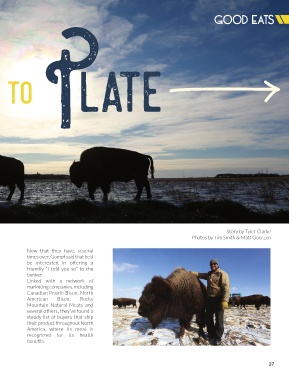 GOOD EATS
TO PLATE
Story by Tyler Clarke
Photos by Tim Smith & Matt Goerzen
Now that they have, several
times over, Gompf said that he'd
be interested in offering a
friendly "I told you so" to the
banker.
Linked with a network of
marketing companies, including
Canadian Prairie Bison, North
American Bison, Rocky
Mountain Natural Meats and
several others, they've found a
steady list of buyers that ship
their product throughout North
America, where its meat is
recognized for its health
benefits.
27